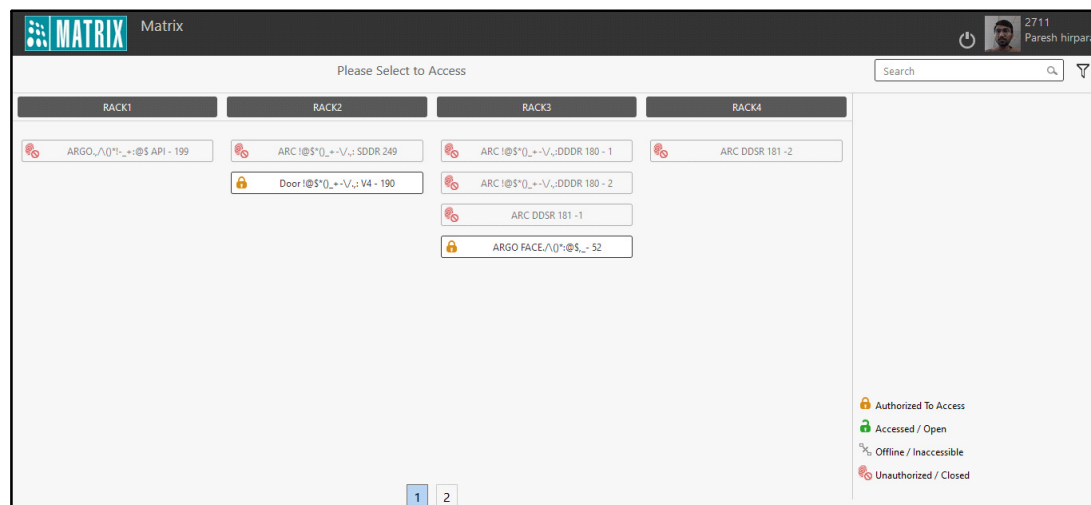 MATRIX
Matrix
2711
Paresh hirpara
Please Select to Access
Search
RACK1
RACK2
RACK3
RACK4
ARGO.,/\()*!-_+:@$ API - 199
ARC !@$*()_+-\/.,: SDDR 249
ARC !@$*()_+-\/.,:DDDR 180 - 1
ARC DDSR 181 -2
Door !@$*()_+-\/.,: V4 - 190
ARC !@$*()_+-\/.,:DDDR 180 - 2
ARC DDSR 181 -1
ARGO FACE./\()*:@$,_- 52
Authorized To Access
Accessed / Open
Offline / Inaccessible
Unauthorized / Closed
1 2